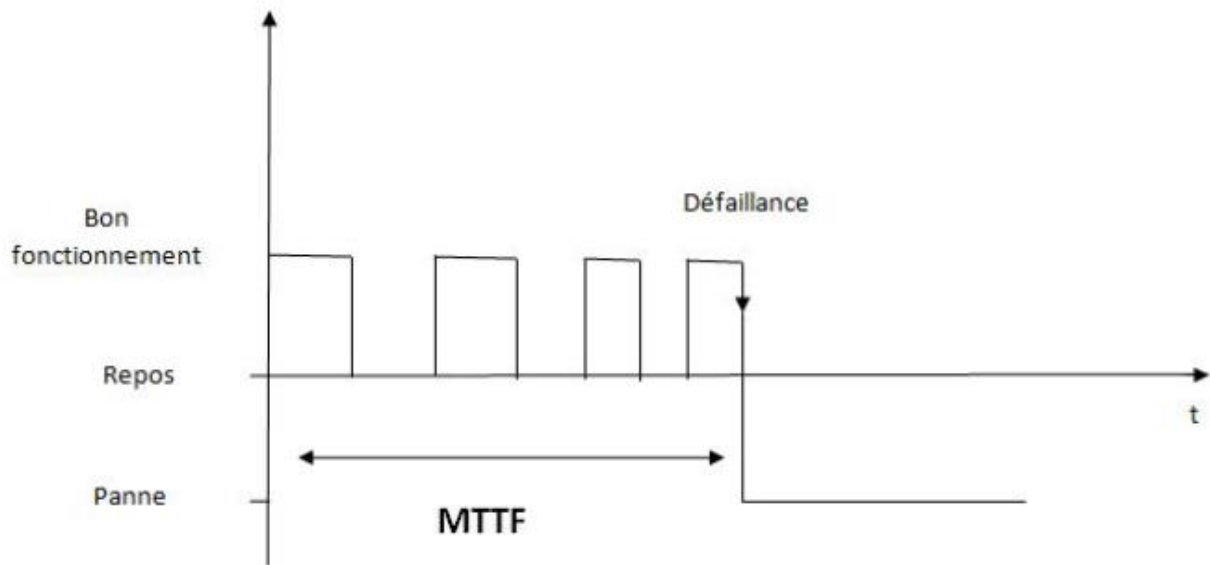 Défaillance
Bon
fonctionnement
Repos
t
Panne
MTTF